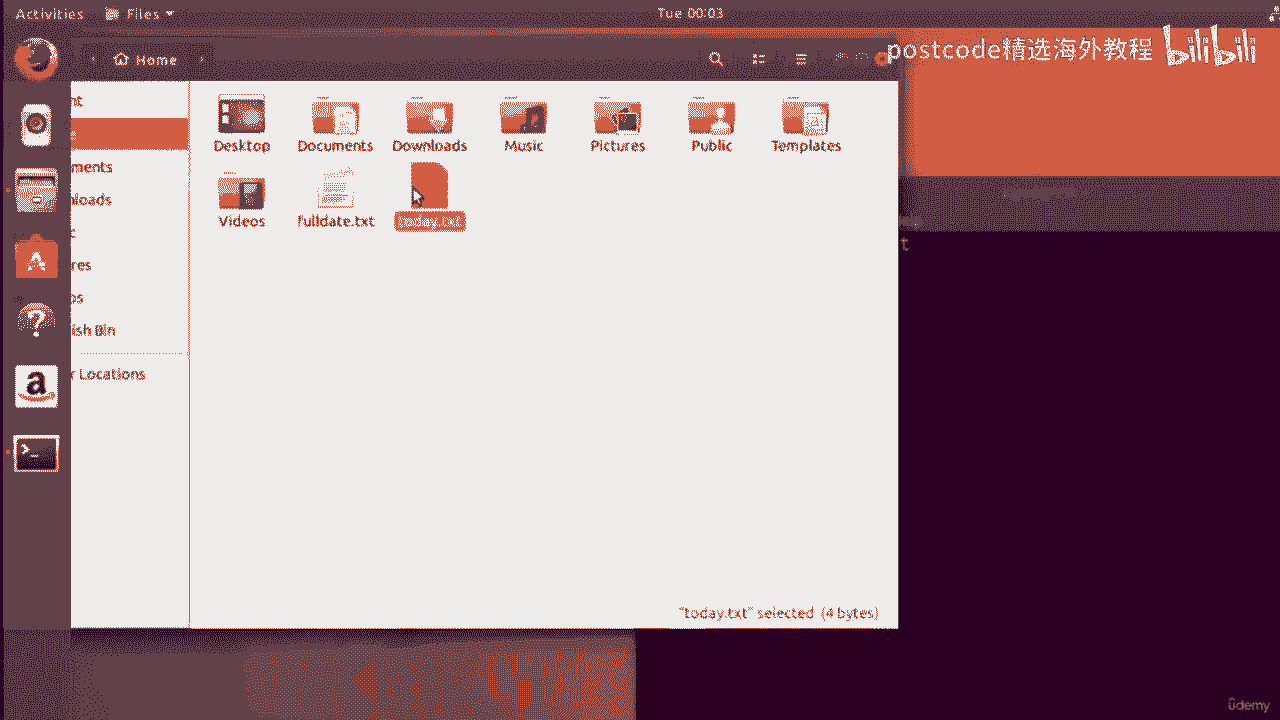 Activities
Files
Tue 00:03
postcode精选海外教程 bilibili
Home
nt
e
ments
nloads
c
res
os
ish Bin
r Locations
Desktop
Documents
Downloads
Music
Pictures
Public
Templates
Videos
fulldate.txt
today.txt
t
"today.txt" selected (4 bytes)
ûdemy